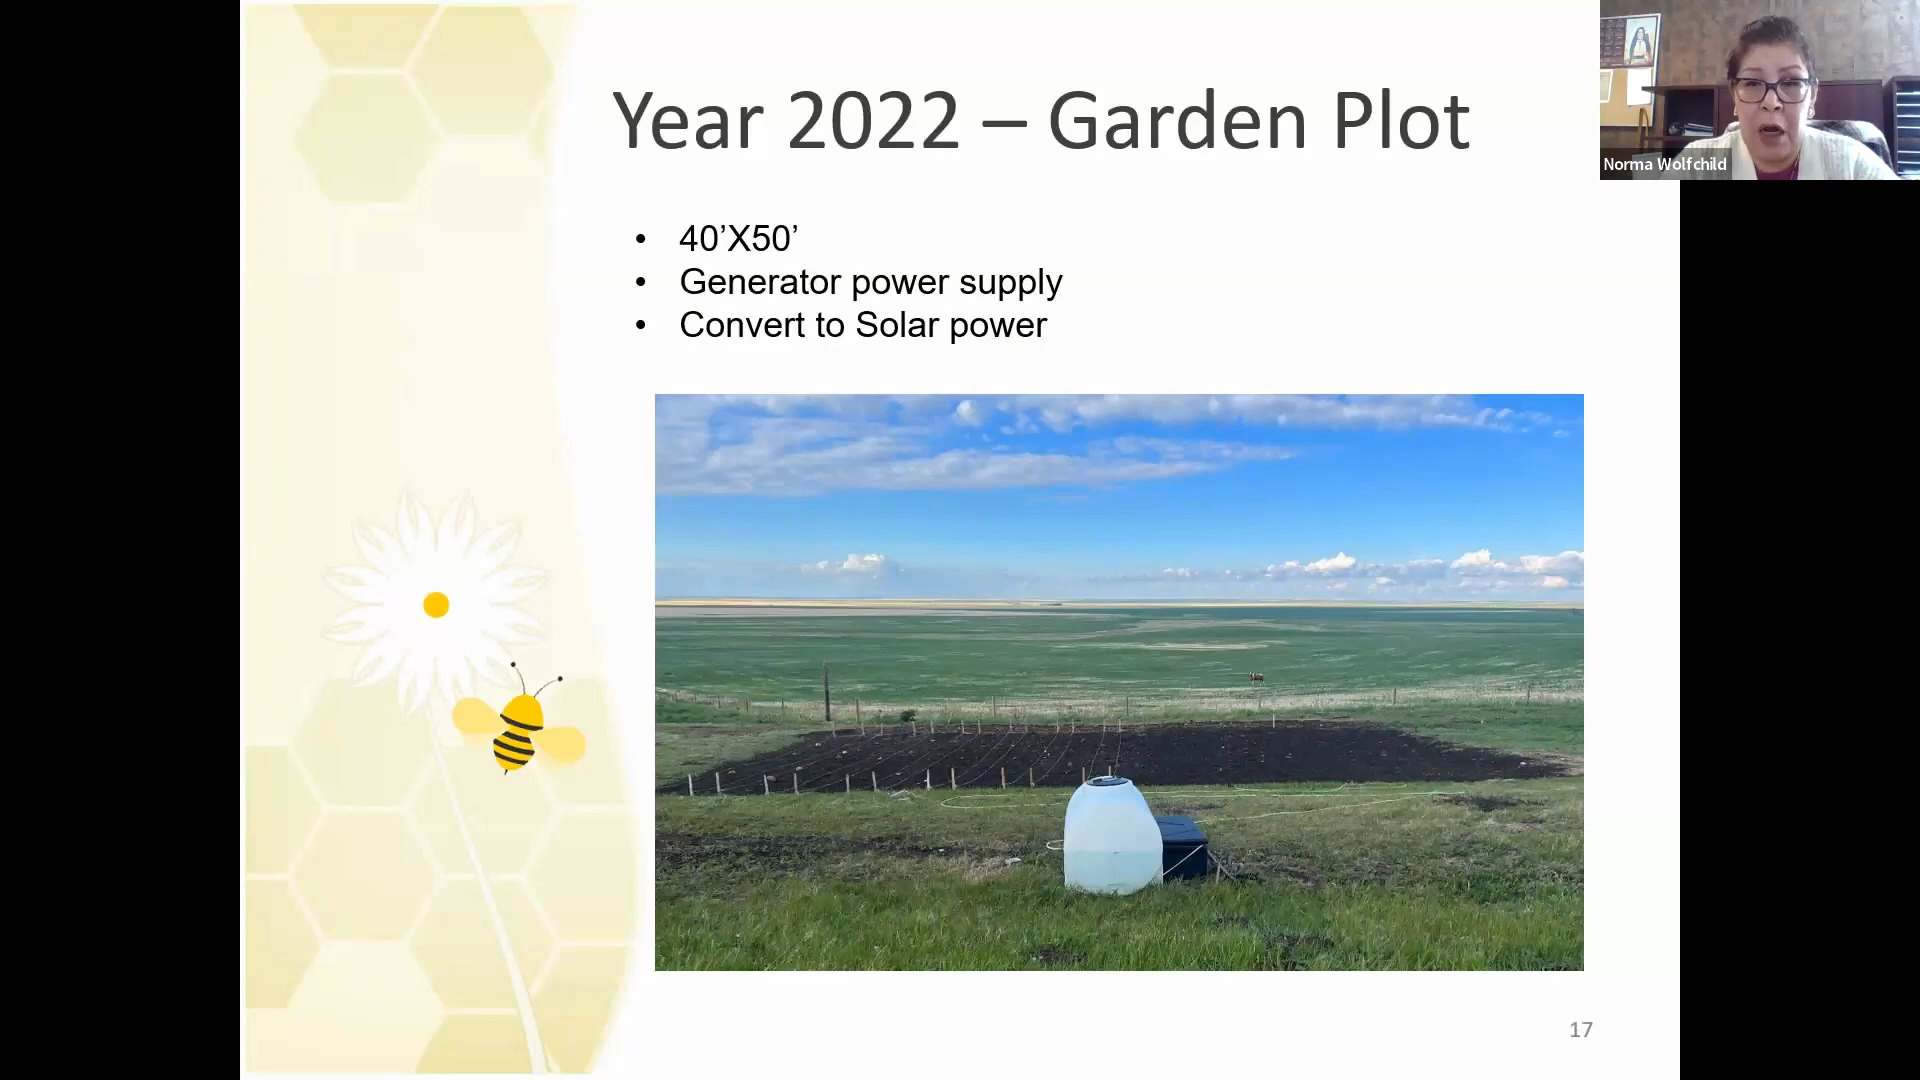 Year 2022 – Garden Plot
Norma Wolfchild
• 40’X50’
• Generator power supply
• Convert to Solar power
17